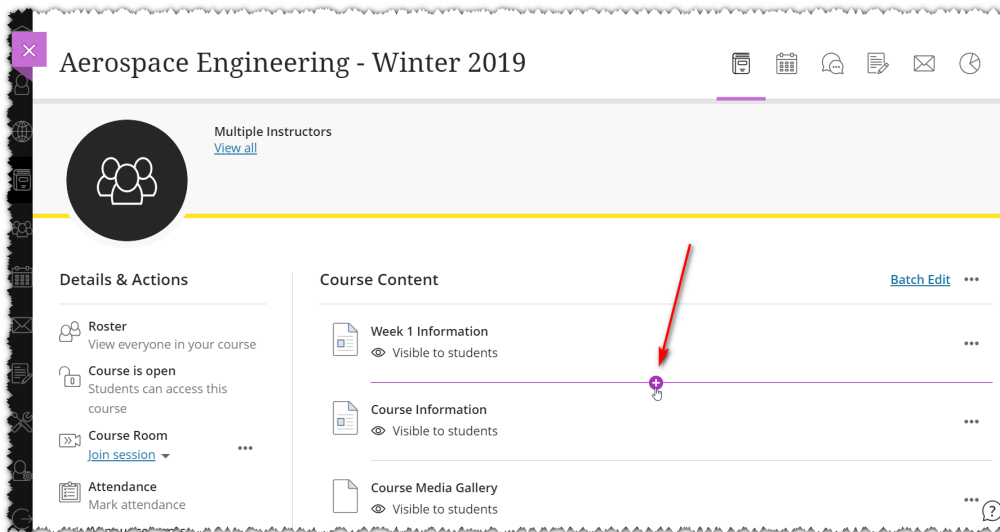 Aerospace Engineering - Winter 2019
Multiple Instructors
View all
Details & Actions
Roster
View everyone in your course
Course is open
Students can access this
course
Course Room
Join session
Attendance
Mark attendance
Course Content
Batch Edit
Week 1 Information
Visible to students
Course Information
Visible to students
Course Media Gallery
Visible to students